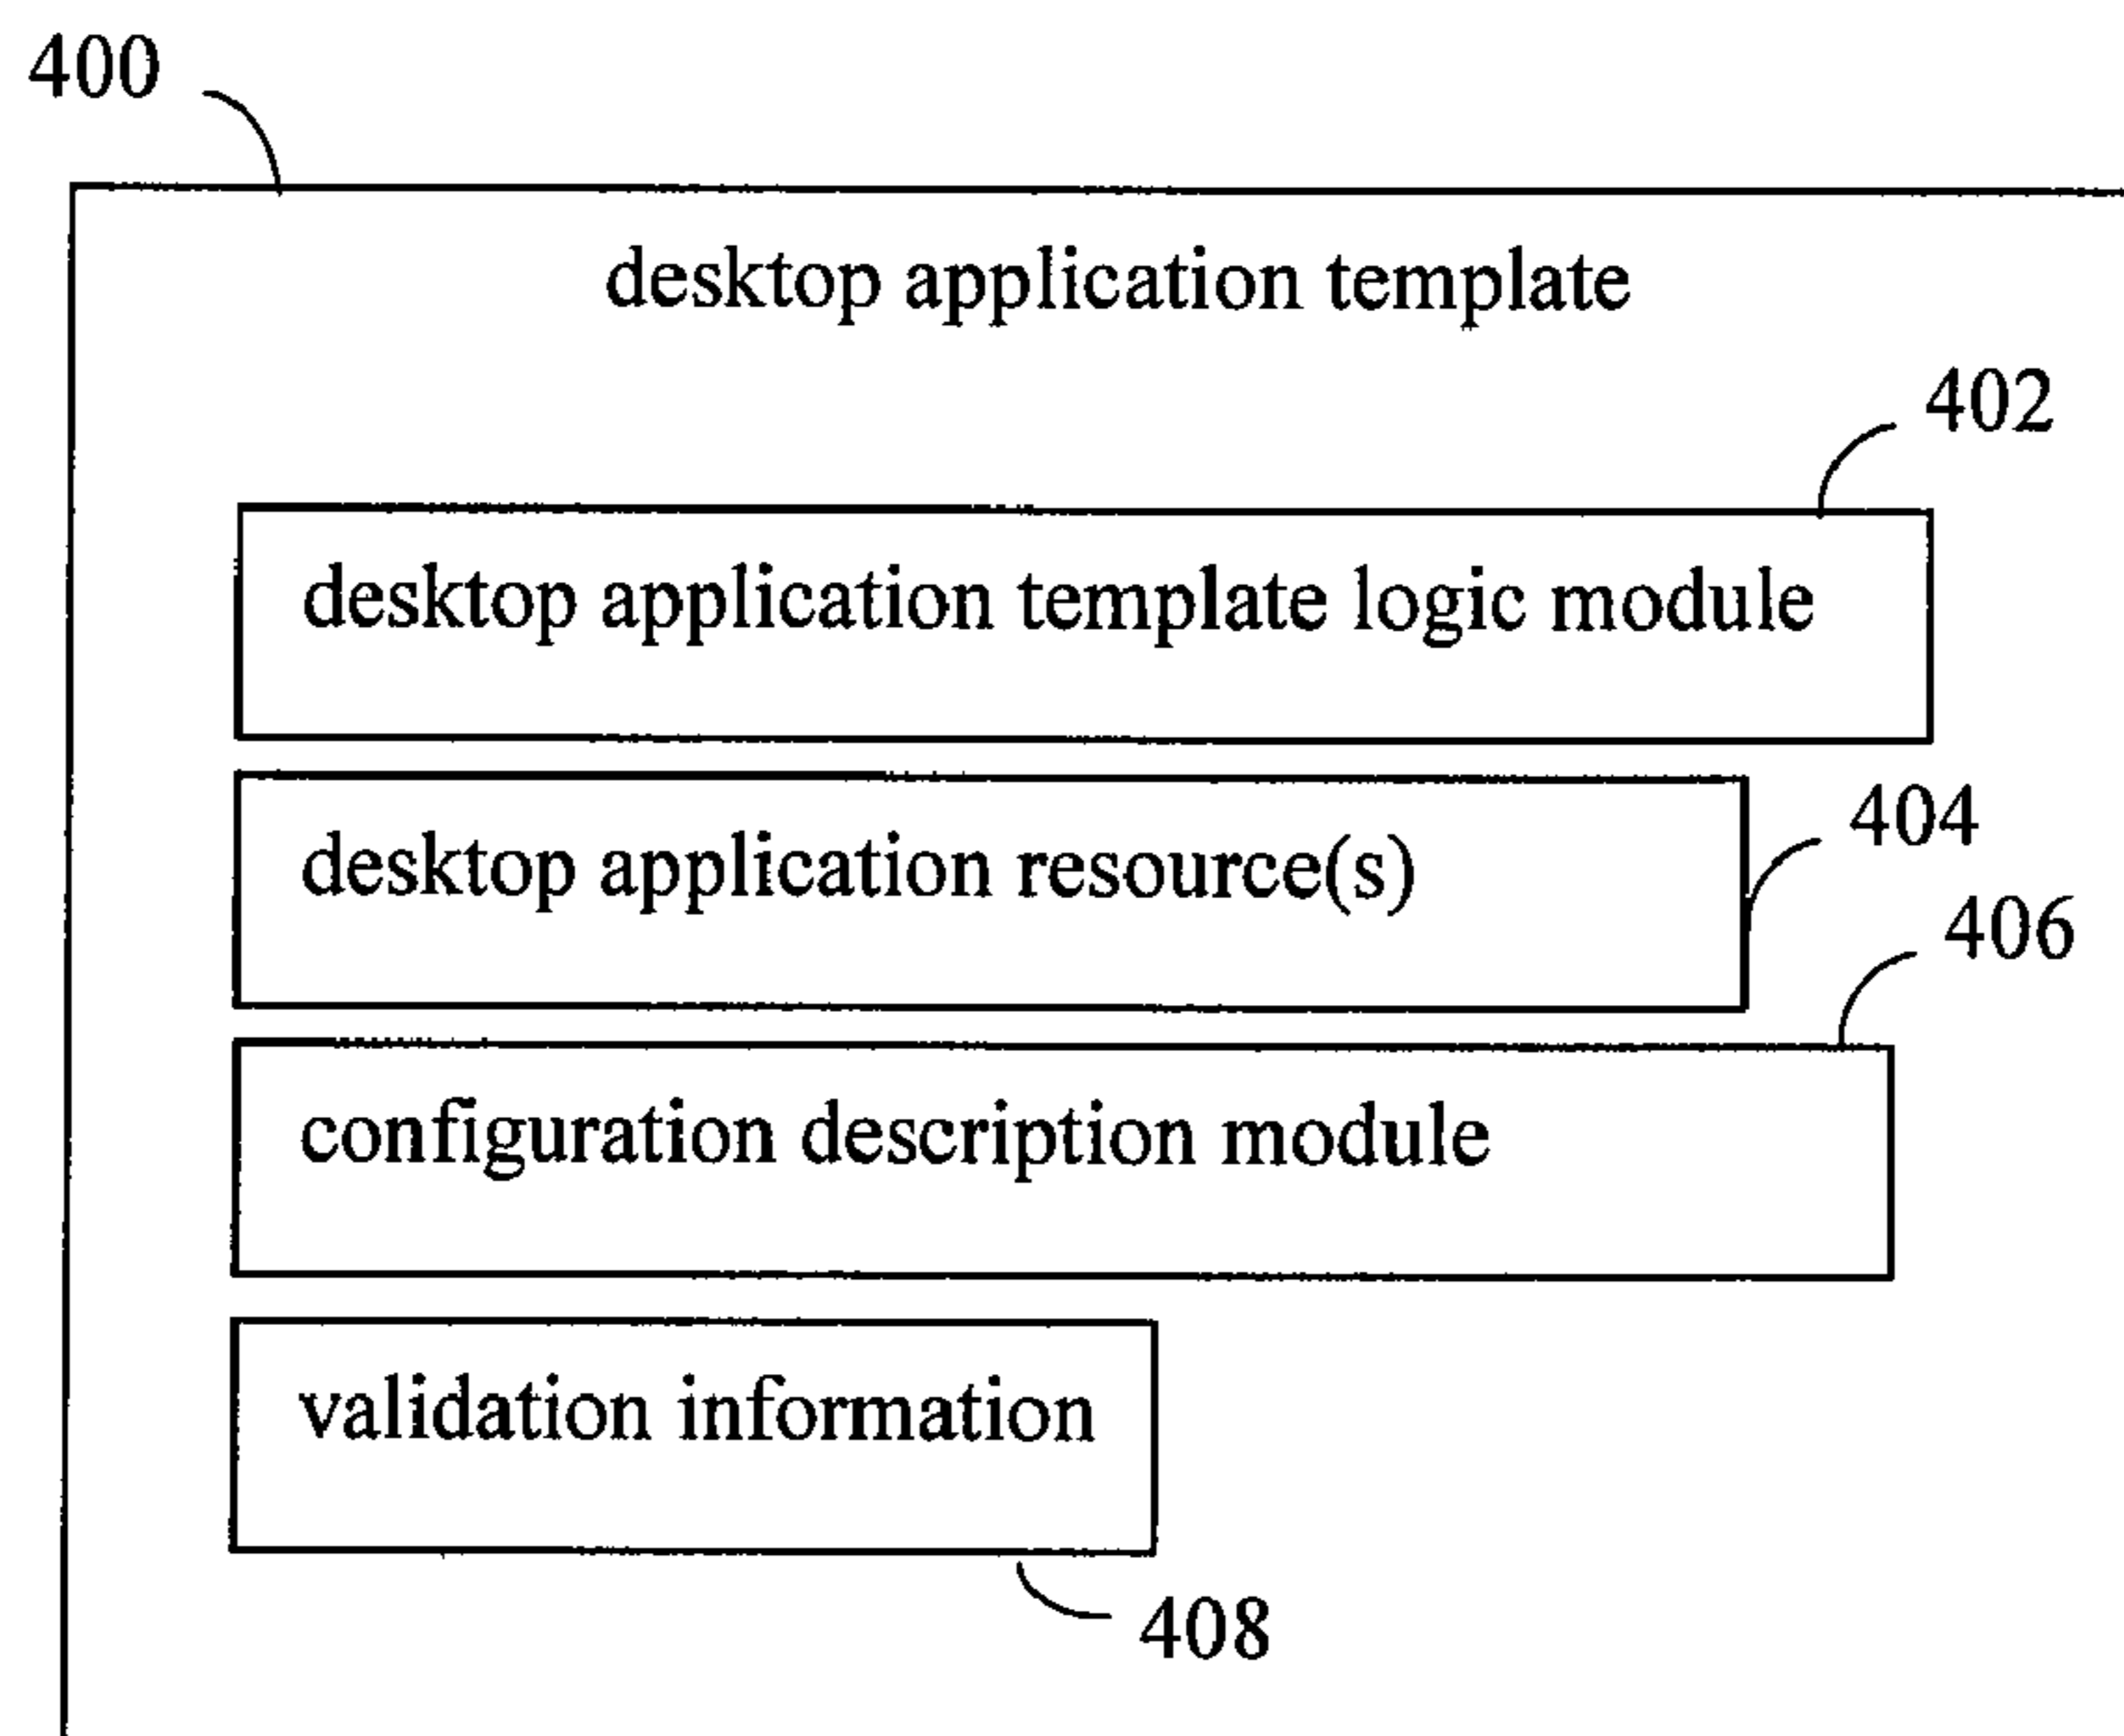 400
desktop application template
402
desktop application template logic module
404
desktop application resource(s)
406
configuration description module
validation information
408